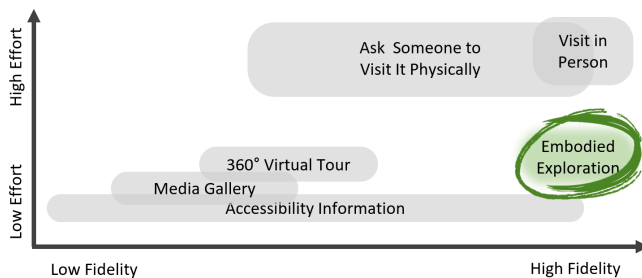 High Effort
Low Effort
Ask Someone to
Visit It Physically
Visit in
Person
Embodied
Exploration
360° Virtual Tour
Media Gallery
Accessibility Information
Low Fidelity
High Fidelity